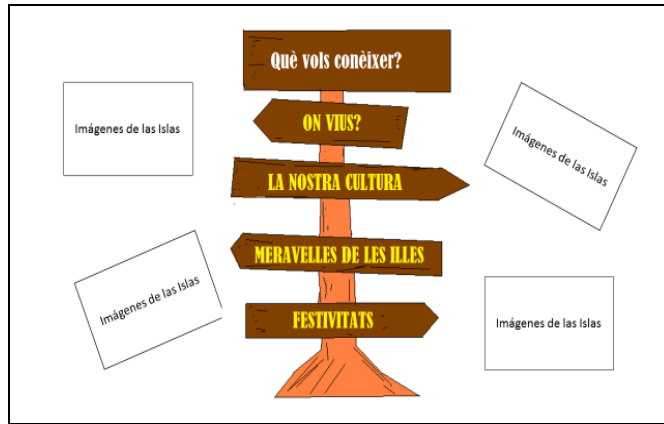 Què vols conèixer?
Imágenes de las Islas
ON VIUS?
Imágenes de las Islas
LA NOSTRA CULTURA
MERAVELLES DE LES ILLES
Imágenes de las Islas
FESTIVITATS
Imágenes de las Islas